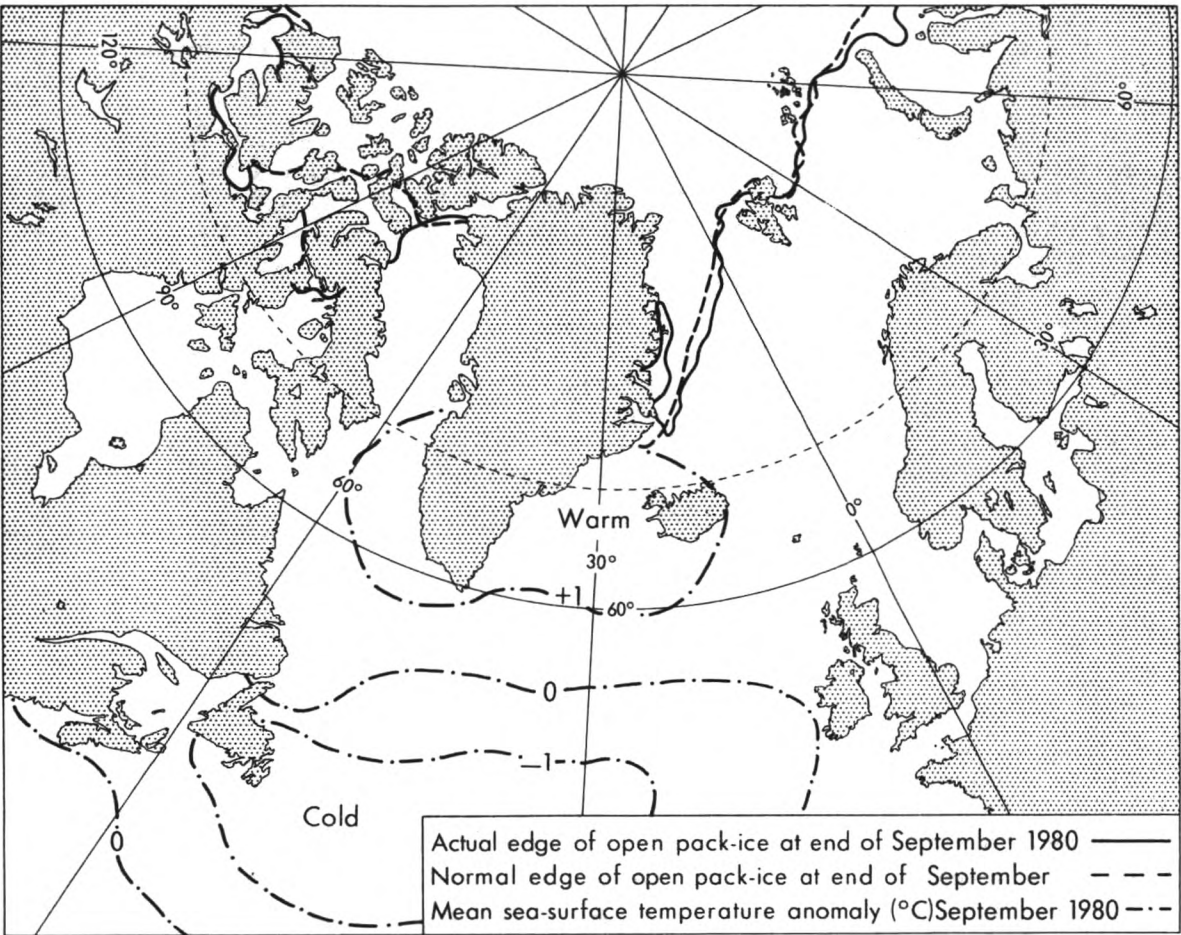 120°
60°
90°
30°
60°
0°
Warm
30°
+1
60°
0
—1
Cold
0
Actual edge of open pack-ice at end of September 1980
Normal edge of open pack-ice at end of September
Mean sea-surface temperature anomaly (°C)September 1980